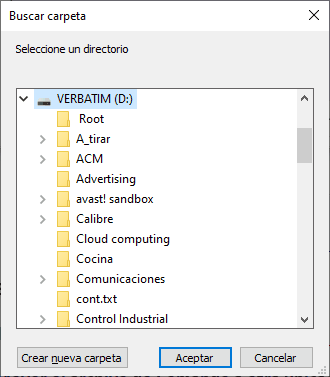 Buscar carpeta
Seleccione un directorio
VERBATIM (D:)
Root
A_tirar
ACM
Advertising
avast! sandbox
Calibre
Cloud computing
Cocina
Comunicaciones
cont.txt
Control Industrial
Crear nueva carpeta
Aceptar
Cancelar